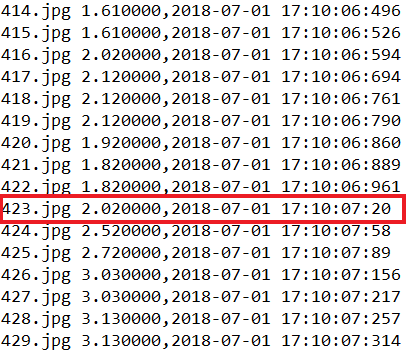 414.jpg 1.610000,2018-07-01 17:10:06:496
415.jpg 1.610000,2018-07-01 17:10:06:526
416.jpg 2.020000,2018-07-01 17:10:06:594
417.jpg 2.120000,2018-07-01 17:10:06:694
418.jpg 2.120000,2018-07-01 17:10:06:761
419.jpg 2.120000,2018-07-01 17:10:06:790
420.jpg 1.920000,2018-07-01 17:10:06:860
421.jpg 1.820000,2018-07-01 17:10:06:889
422.jpg 1.820000,2018-07-01 17:10:06:961
423.jpg 2.020000,2018-07-01 17:10:07:20
424.jpg 2.520000,2018-07-01 17:10:07:58
425.jpg 2.720000,2018-07-01 17:10:07:89
426.jpg 3.030000,2018-07-01 17:10:07:156
427.jpg 3.030000,2018-07-01 17:10:07:217
428.jpg 3.130000,2018-07-01 17:10:07:257
429.jpg 3.130000,2018-07-01 17:10:07:314